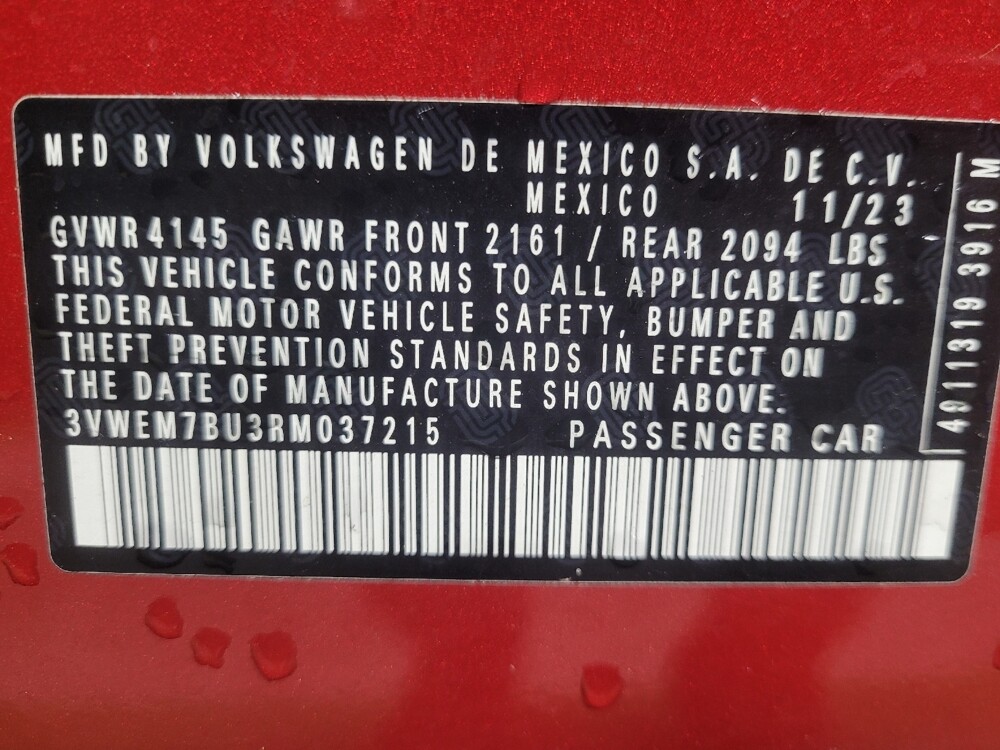 MFD BY VOLKSWAGEN DE MEXICO S.A. DE C.V.
MEXICO 11/23
GVWR 4145 GAWR FRONT 2161 / REAR 2094 LBS
THIS VEHICLE CONFORMS TO ALL APPLICABLE U.S.
FEDERAL MOTOR VEHICLE SAFETY, BUMPER AND
THEFT PREVENTION STANDARDS IN EFFECT ON
THE DATE OF MANUFACTURE SHOWN ABOVE.
3VWEM7BU3RM037215 PASSENGER CAR
4911319 3916 M